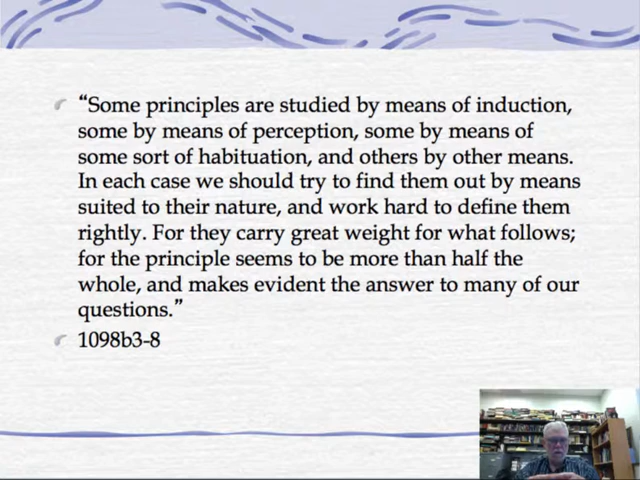 “Some principles are studied by means of induction,
some by means of perception, some by means of
some sort of habituation, and others by other means.
In each case we should try to find them out by means
suited to their nature, and work hard to define them
rightly. For they carry great weight for what follows;
for the principle seems to be more than half the
whole, and makes evident the answer to many of our
questions.”
1098b3-8